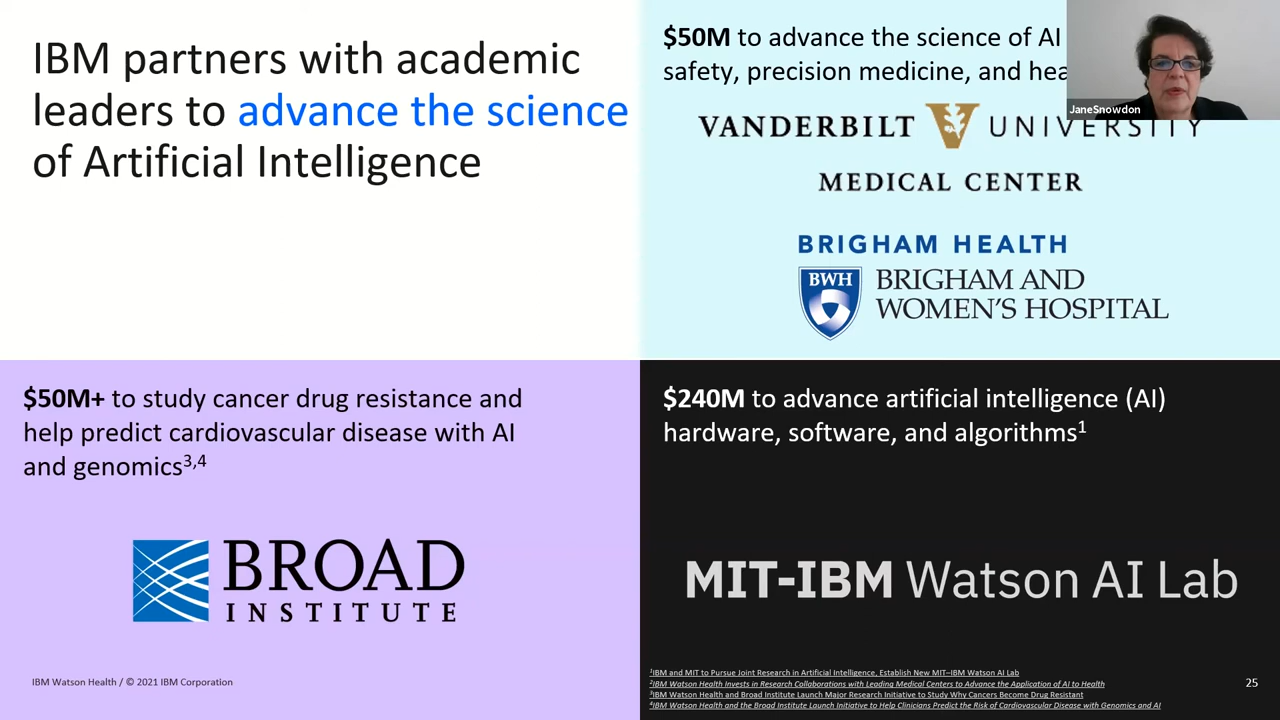 IBM partners with academic
leaders to advance the science
of Artificial Intelligence
$50M to advance the science of AI
safety, precision medicine, and
JaneSnowdon
VANDERBILT V UNIVERSITY
MEDICAL CENTER
BRIGHAM HEALTH
BWH
BRIGHAM AND
WOMEN'S HOSPITAL
$50M+ to study cancer drug resistance and
help predict cardiovascular disease with AI
and genomics3,4
BROAD
INSTITUTE
$240M to advance artificial intelligence (AI)
hardware, software, and algorithms1
MIT-IBM Watson AI Lab
IBM Watson Health / © 2021 IBM Corporation
1IBM and MIT to Pursue Joint Research in Artificial Intelligence, Establish New MIT–IBM Watson AI Lab
2IBM Watson Health Invests in Research Collaborations with Leading Medical Centers to Advance the Application of AI to Health
3IBM Watson Health and Broad Institute Launch Major Research Initiative to Study Why Cancers Become Drug Resistant
4IBM Watson Health and the Broad Institute Launch Initiative to Help Clinicians Predict the Risk of Cardiovascular Disease with Genomics and AI
25